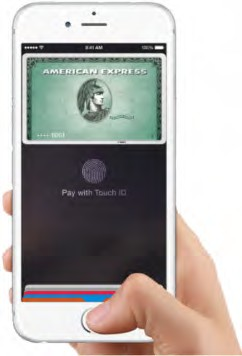 9:41 AM 100%
AMERICAN EXPRESS
Pay with Touch ID